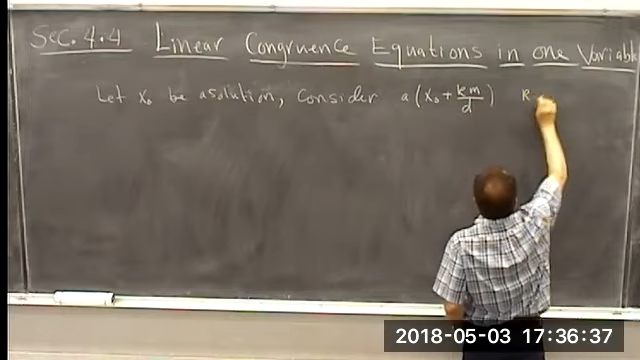 Sec. 4.4 Linear Congruence Equations in one Variable
Let x₀ be a solution, Consider a(x₀ + km/d) k
2018-05-03 17:36:37